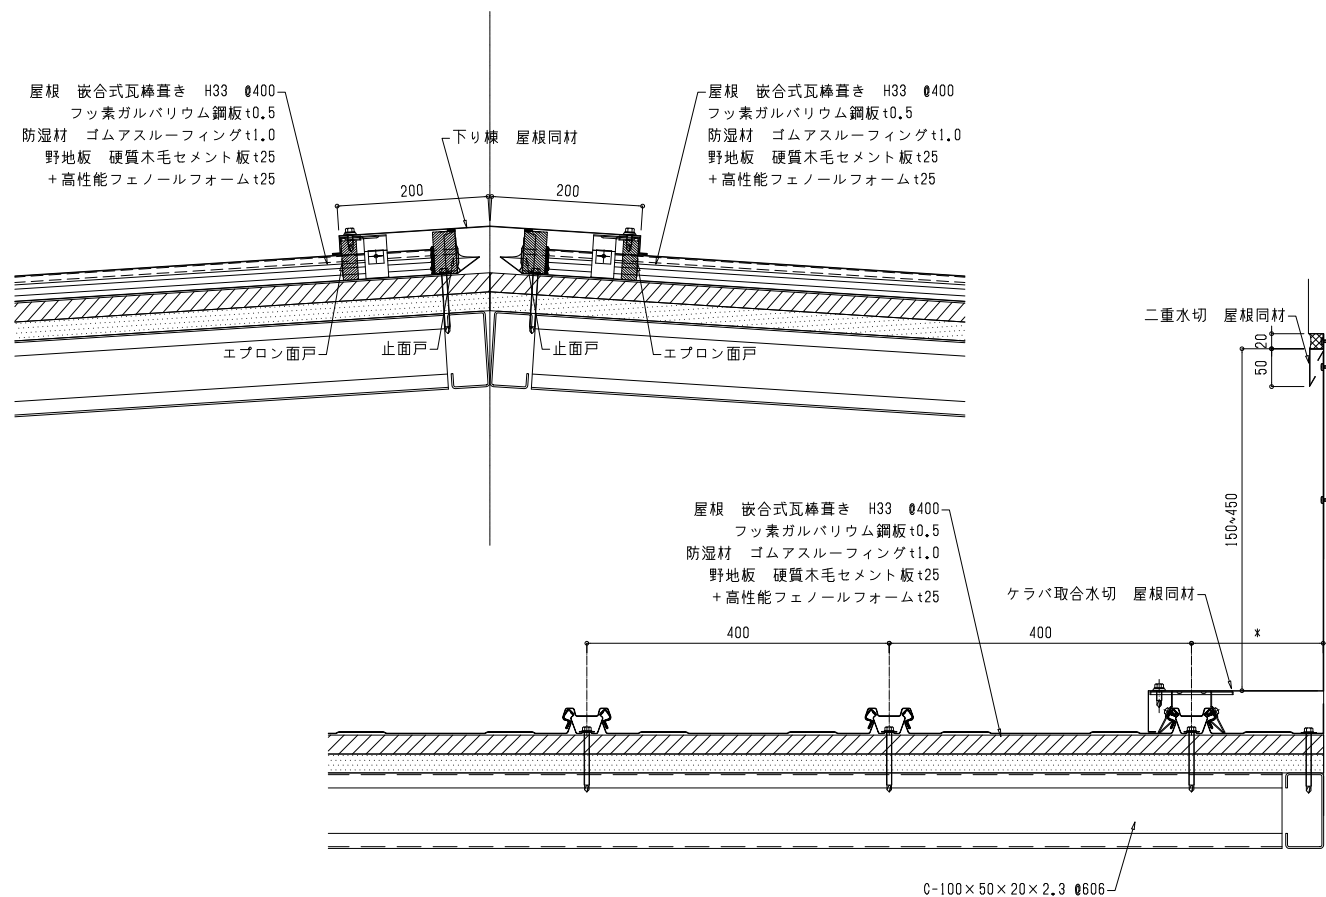 屋根　嵌合式瓦棒葺き　H33　@400
フッ素ガルバリウム鋼板t0.5
防湿材　ゴムアスルーフィングt1.0
野地板　硬質木毛セメント板t25
+高性能フェノールフォームt25
屋根　嵌合式瓦棒葺き　H33　@400
フッ素ガルバリウム鋼板t0.5
防湿材　ゴムアスルーフィングt1.0
野地板　硬質木毛セメント板t25
+高性能フェノールフォームt25
下り棟　屋根同材
200
200
エプロン面戸
止面戸
止面戸
エプロン面戸
二重水切　屋根同材
20
50
150~450
屋根　嵌合式瓦棒葺き　H33　@400
フッ素ガルバリウム鋼板t0.5
防湿材　ゴムアスルーフィングt1.0
野地板　硬質木毛セメント板t25
+高性能フェノールフォームt25
ケラバ取合水切　屋根同材
400
400
*
C-100×50×20×2.3 @606